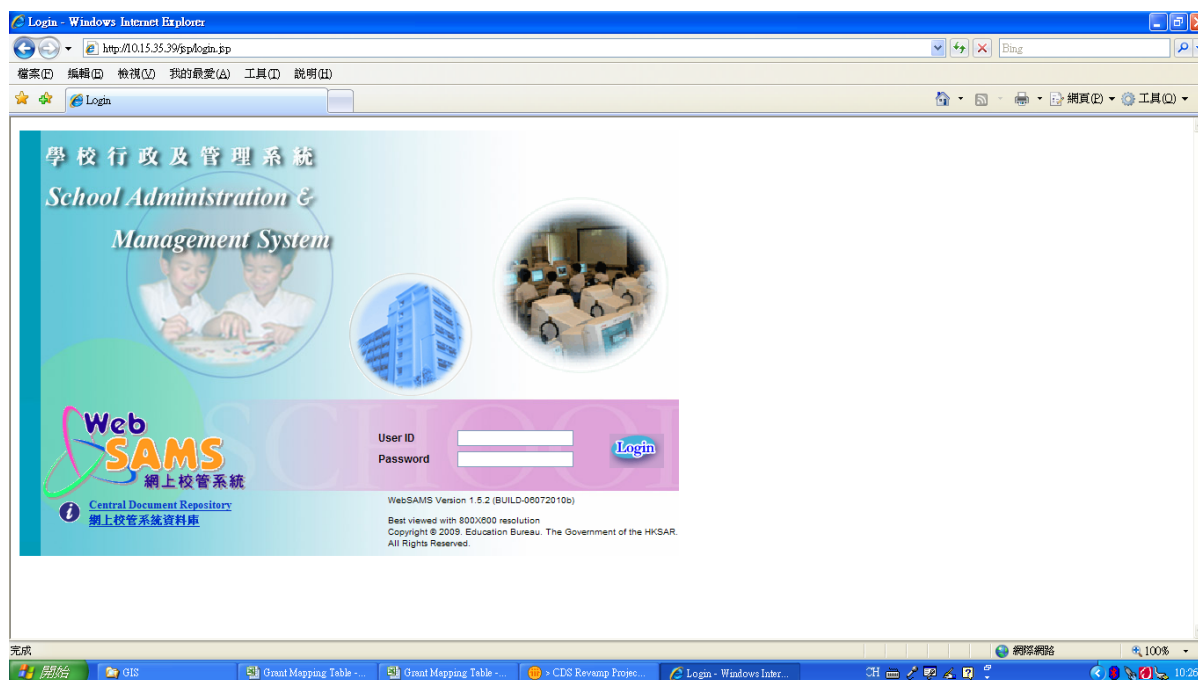 Login - Windows Internet Explorer
http://10.15.35.39/jsp/login.jsp
Bing
檔案(F) 編輯(E) 檢視(V) 我的最愛(A) 工具(T) 說明(H)
Login
網頁(P) 工具(O)
學校行政及管理系統
School Administration &
Management System
SCHOOL
Web
SAMS
網上校管系統
User ID
Password
Login
Central Document Repository
網上校管系統資料庫
WebSAMS Version 1.5.2 (BUILD-06072010b)
Best viewed with 800X600 resolution
Copyright © 2009. Education Bureau. The Government of the HKSAR.
All Rights Reserved.
完成
網際網路
100%
開始
GIS
Grant Mapping Table -...
Grant Mapping Table -...
> CDS Revamp Projec...
Login - Windows Inter...
CH
10:26